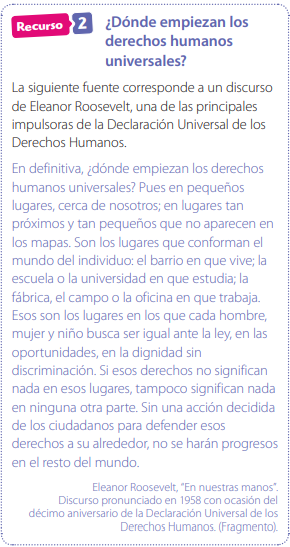 Recurso 2
¿Dónde empiezan los
derechos humanos
universales?
La siguiente fuente corresponde a un discurso
de Eleanor Roosevelt, una de las principales
impulsoras de la Declaración Universal de los
Derechos Humanos.
En definitiva, ¿dónde empiezan los derechos
humanos universales? Pues en pequeños
lugares, cerca de nosotros; en lugares tan
próximos y tan pequeños que no aparecen en
los mapas. Son los lugares que conforman el
mundo del individuo: el barrio en que vive; la
escuela o la universidad en que estudia; la
fábrica, el campo o la oficina en que trabaja.
Esos son los lugares en los que cada hombre,
mujer y niño busca ser igual ante la ley, en las
oportunidades, en la dignidad sin
discriminación. Si esos derechos no significan
nada en esos lugares, tampoco significan nada
en ninguna otra parte. Sin una acción decidida
de los ciudadanos para defender esos
derechos a su alrededor, no se harán progresos
en el resto del mundo.
Eleanor Roosevelt, "En nuestras manos".
Discurso pronunciado en 1958 con ocasión del
décimo aniversario de la Declaración Universal de los
Derechos Humanos. (Fragmento).